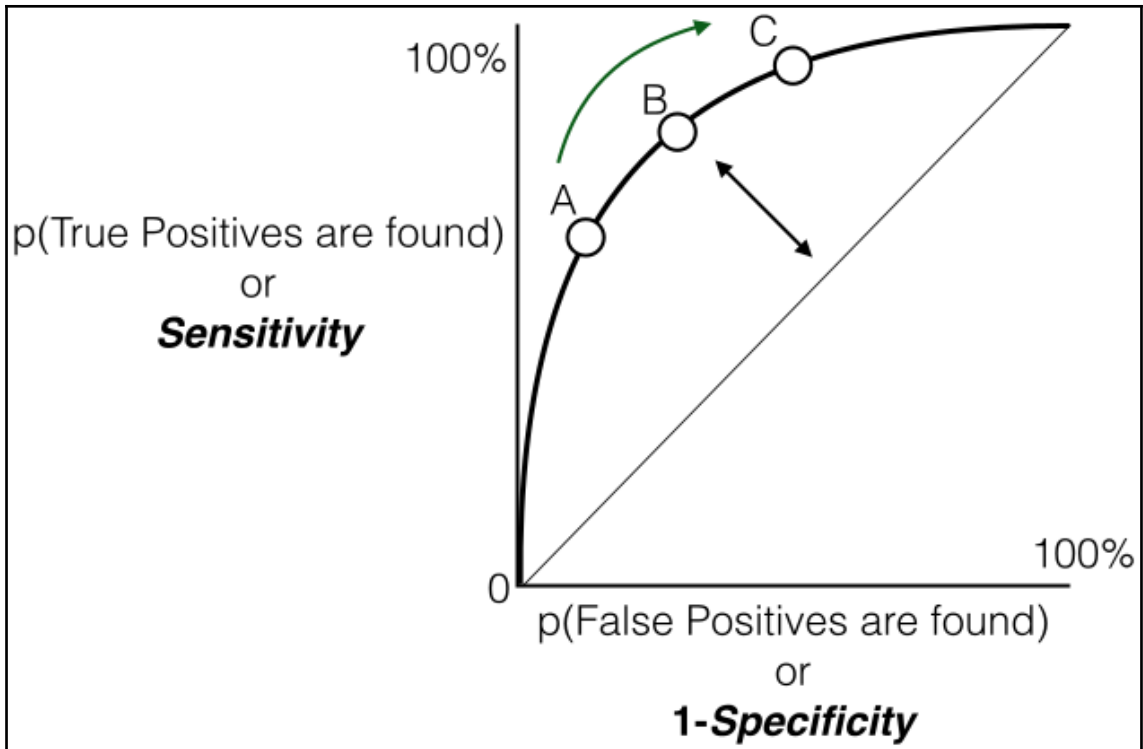 100%
C
B
A
p(True Positives are found)
or
Sensitivity
0
100%
p(False Positives are found)
or
1-Specificity